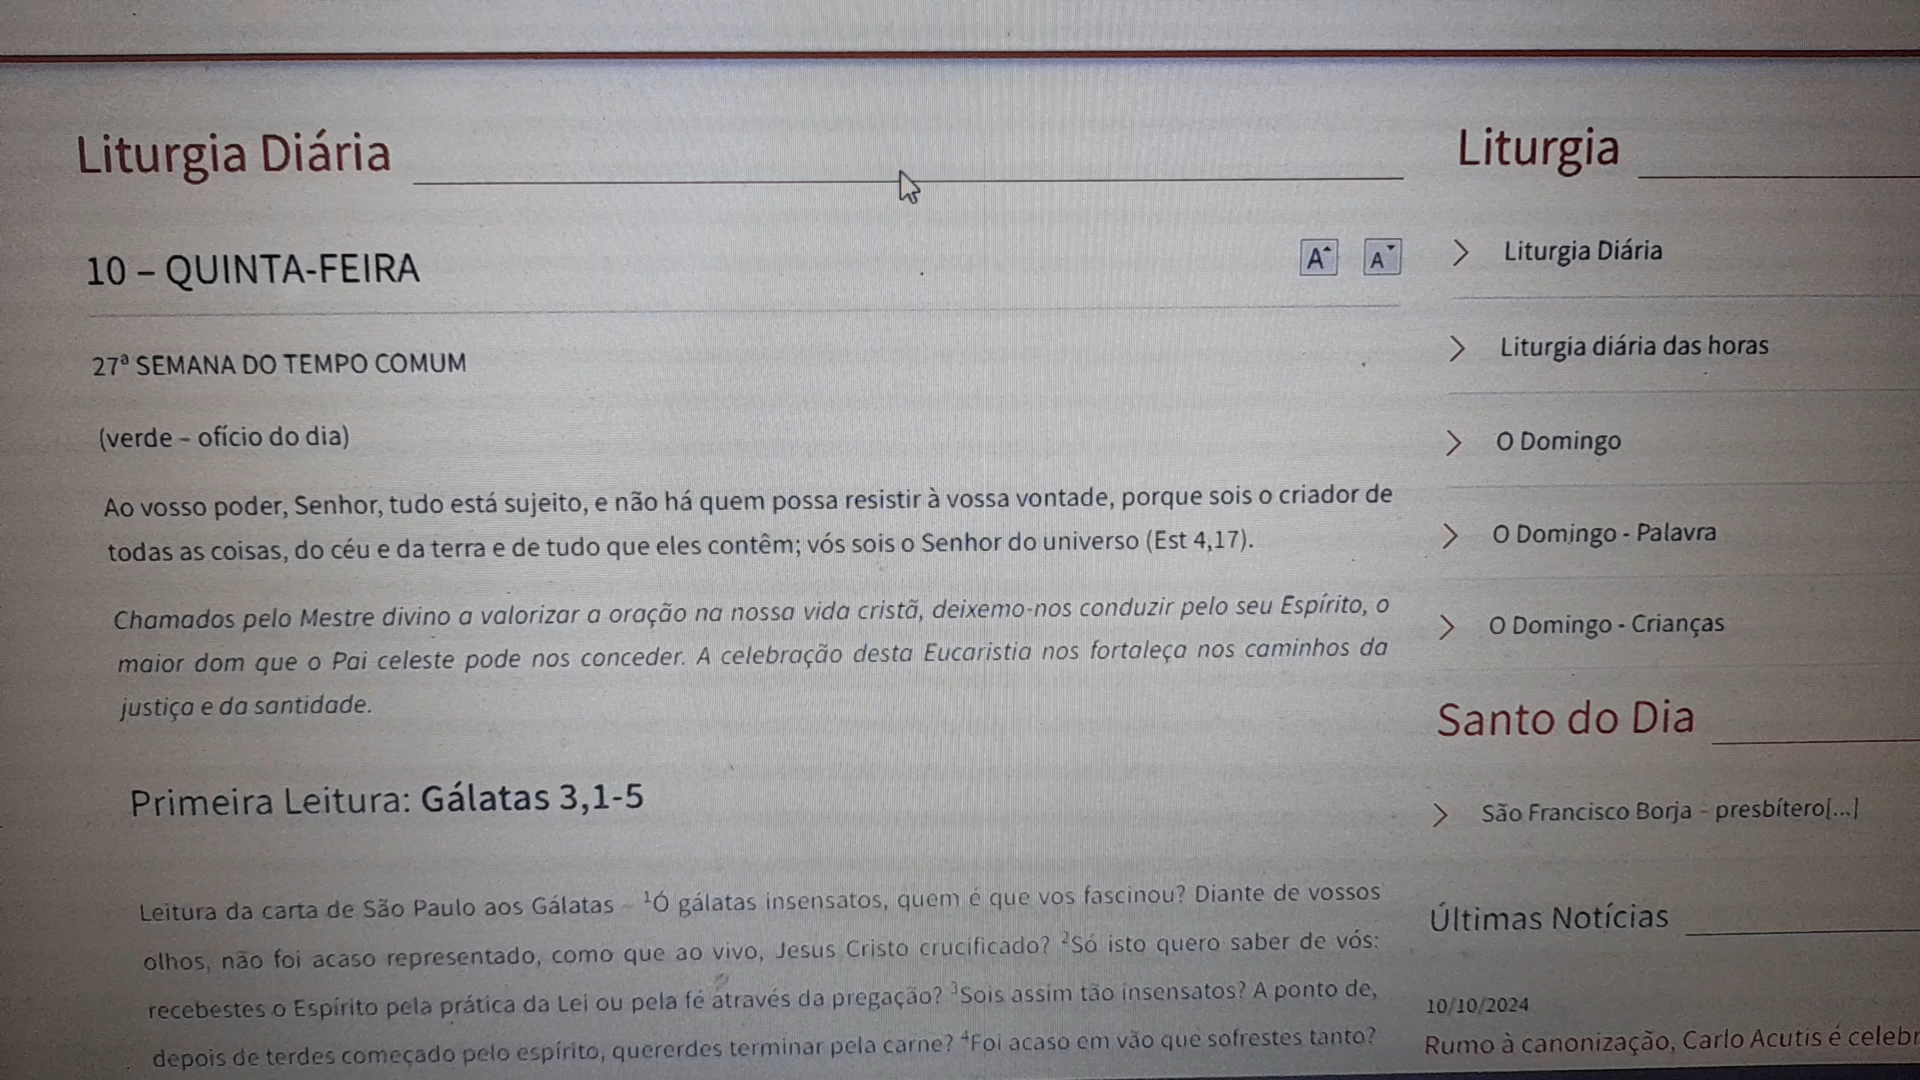 Liturgia Diária
10 – QUINTA-FEIRA
27ª SEMANA DO TEMPO COMUM
(verde – ofício do dia)
Ao vosso poder, Senhor, tudo está sujeito, e não há quem possa resistir à vossa vontade, porque sois o criador de
todas as coisas, do céu e da terra e de tudo que eles contêm; vós sois o Senhor do universo (Est 4,17).
Chamados pelo Mestre divino a valorizar a oração na nossa vida cristã, deixemo-nos conduzir pelo seu Espírito, o
maior dom que o Pai celeste pode nos conceder. A celebração desta Eucaristia nos fortaleça nos caminhos da
justiça e da santidade.
Primeira Leitura: Gálatas 3,1-5
Leitura da carta de São Paulo aos Gálatas – ¹Ó gálatas insensatos, quem é que vos fascinou? Diante de vossos
olhos, não foi acaso representado, como que ao vivo, Jesus Cristo crucificado? ²Só isto quero saber de vós:
recebestes o Espírito pela prática da Lei ou pela fé através da pregação? ³Sois assim tão insensatos? A ponto de,
depois de terdes começado pelo espírito, quererdes terminar pela carne? ⁴Foi acaso em vão que sofrestes tanto?
A A
Liturgia
Liturgia Diária
Liturgia diária das horas
O Domingo
O Domingo - Palavra
O Domingo - Crianças
Santo do Dia
São Francisco Borja - presbítero[...]
Últimas Notícias
10/10/2024
Rumo à canonização, Carlo Acutis é celebr